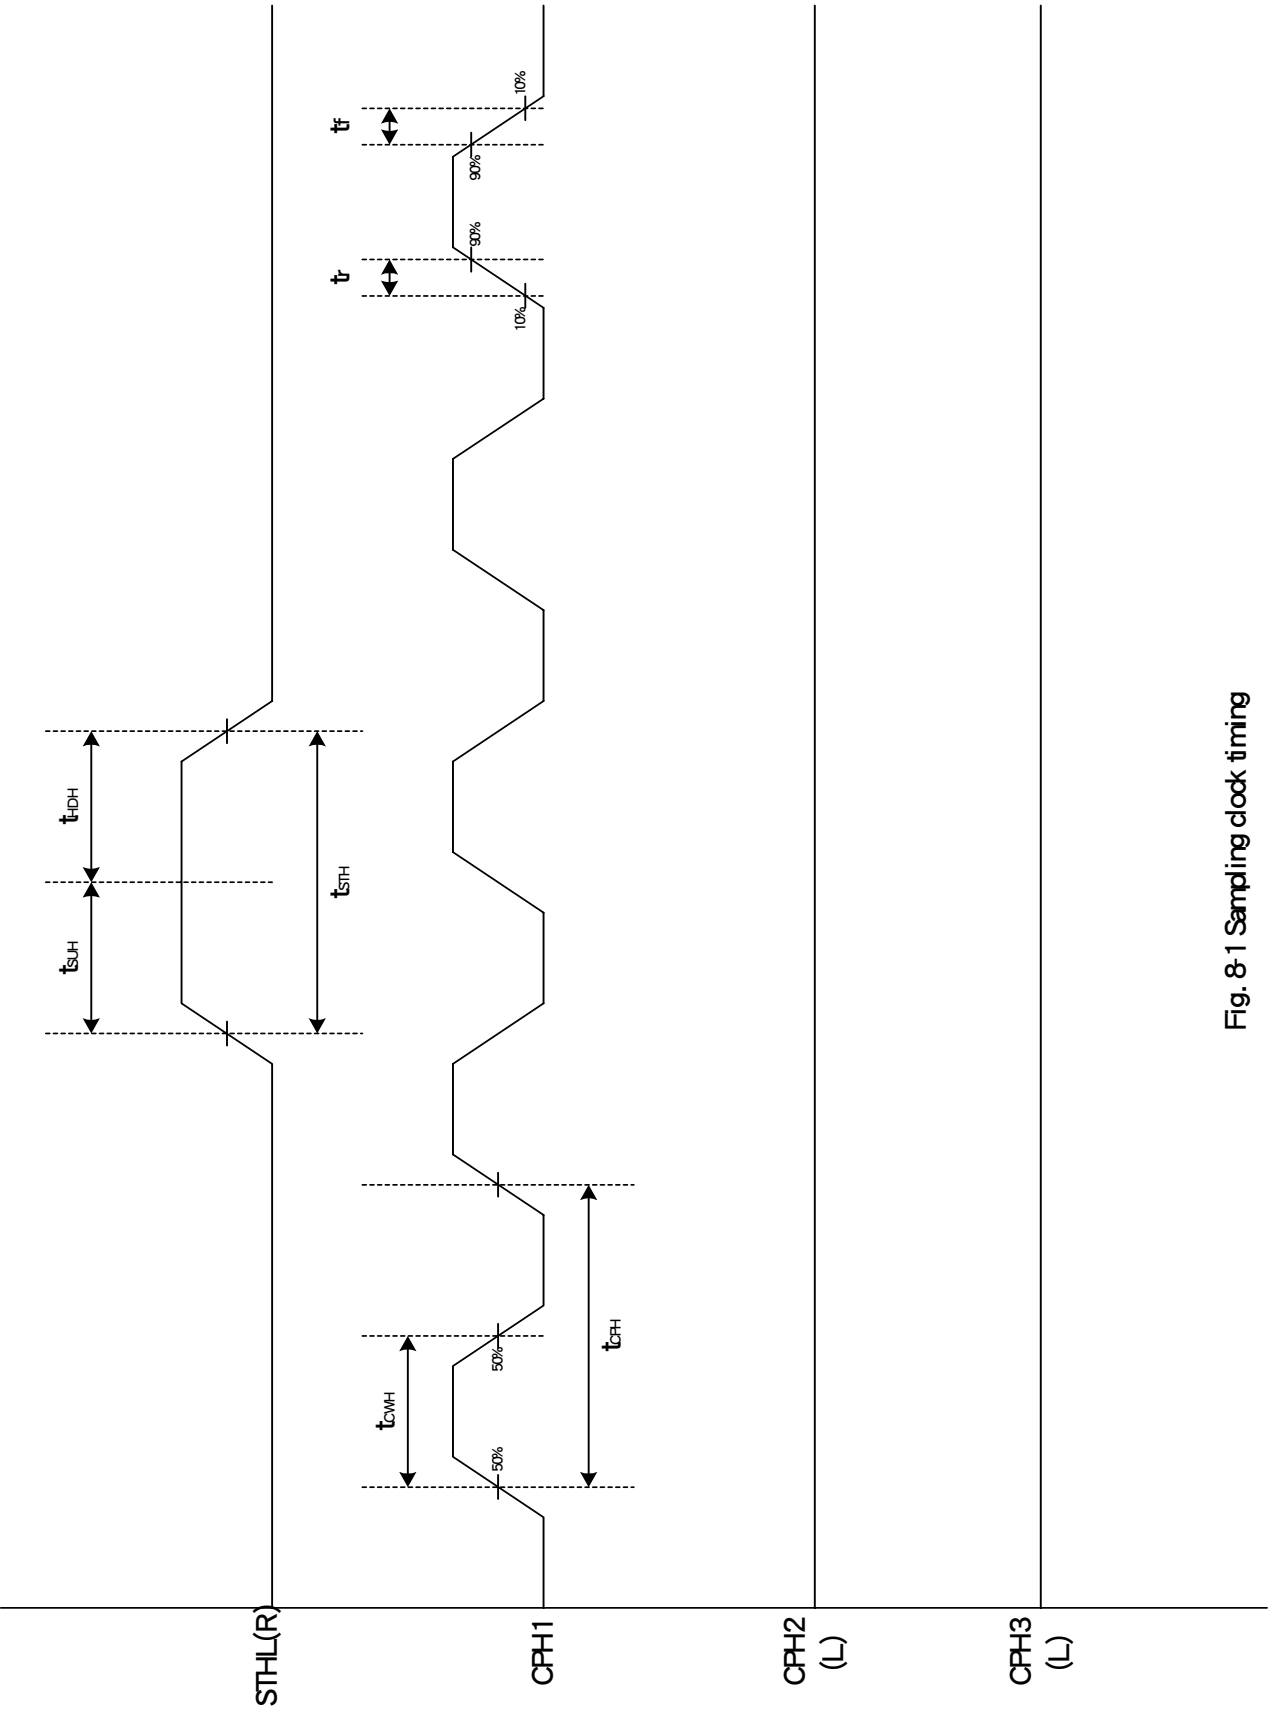 tSUH
tHDH
STHL(R)
tSTH
tCWH
tr
tf
CPH1
50%
50%
10%
90%
90%
10%
tCPH
CPH2
(L)
CPH3
(L)
Fig. 8-1 Sampling clock timing